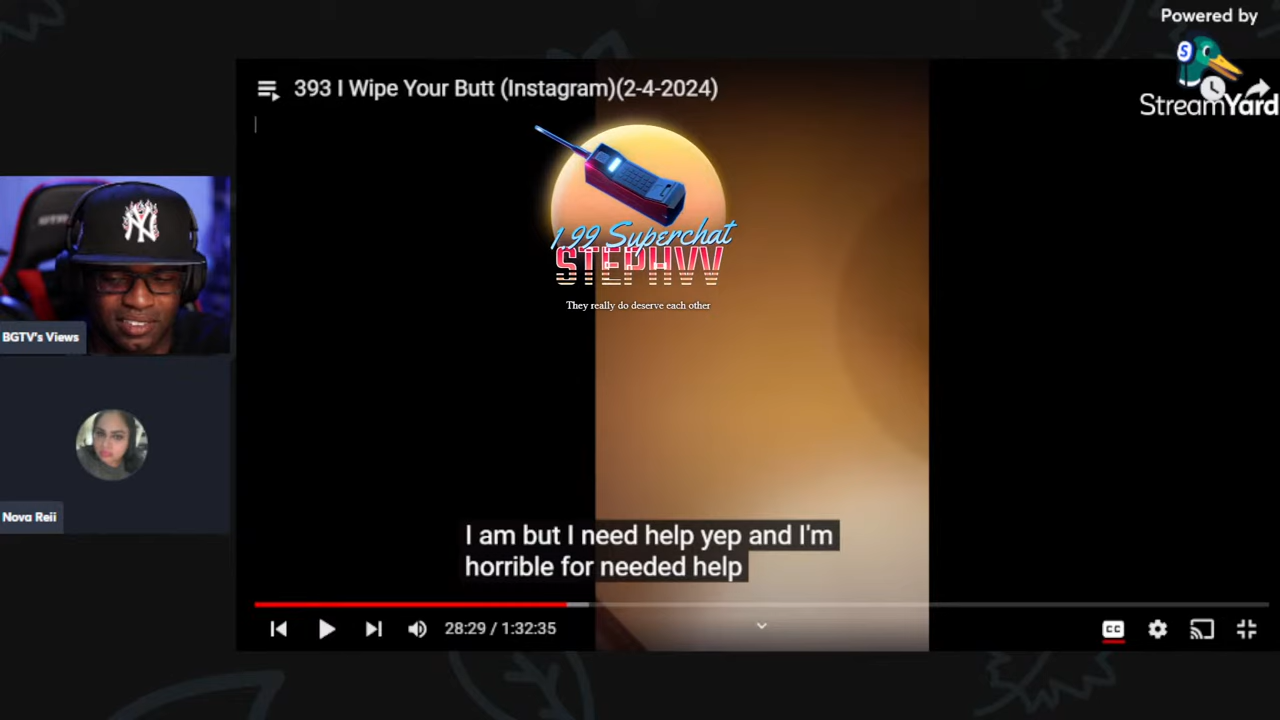 Powered by
StreamYard
393 I Wipe Your Butt (Instagram)(2-4-2024)
1.99 Superchat
STEPHVV
They really do deserve each other
NY
BGTV's Views
Nova Reii
I am but I need help yep and I'm
horrible for needed help
28:29 / 1:32:35
CC